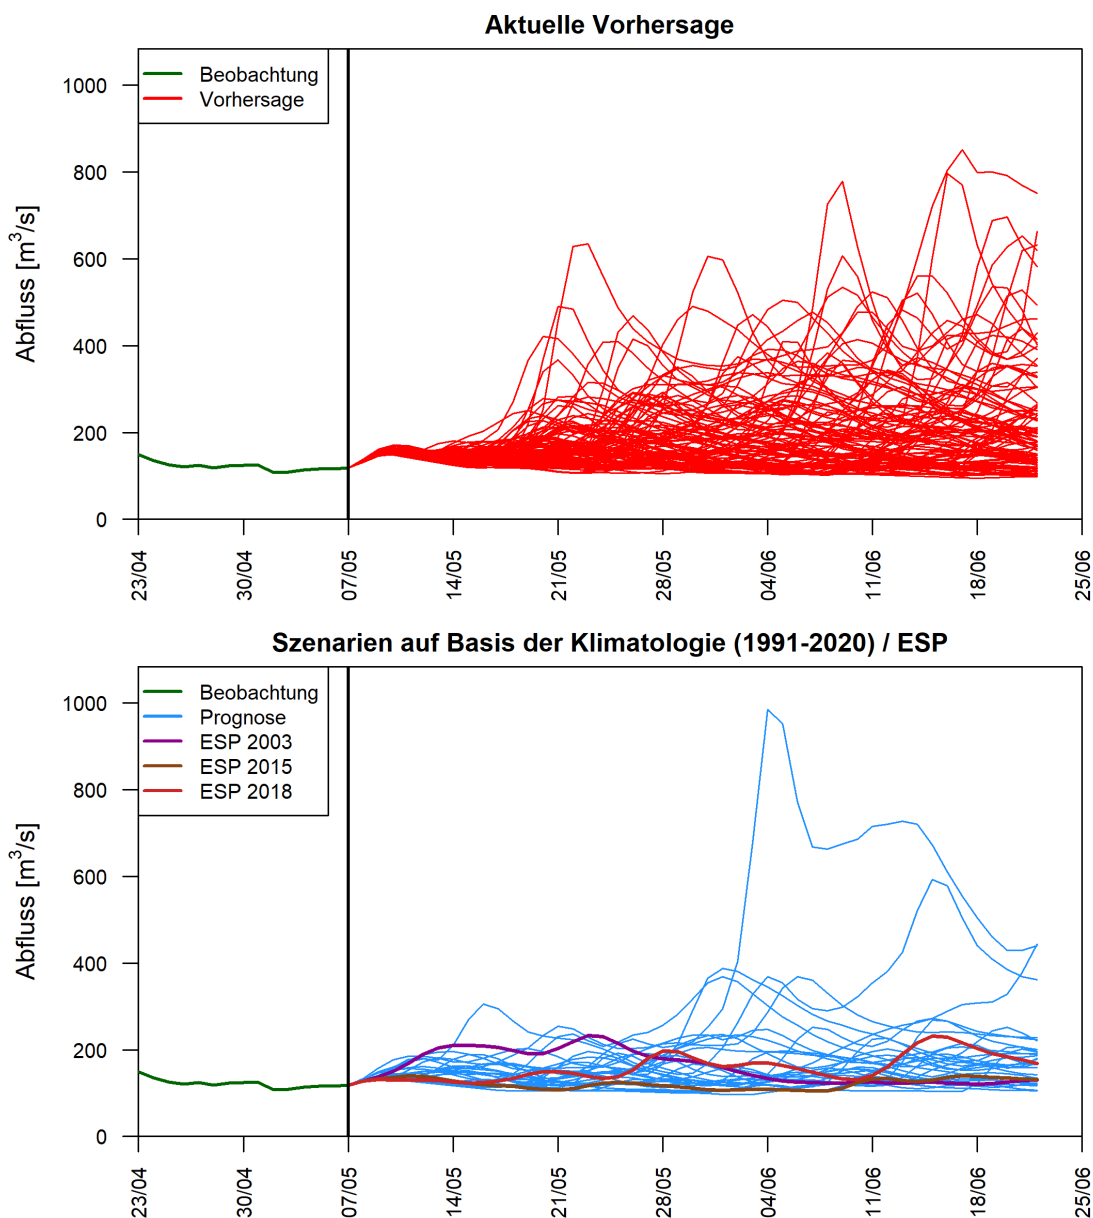 Aktuelle Vorhersage
Beobachtung
Vorhersage
Abfluss [m³/s]
1000
800
600
400
200
0
23/04
30/04
07/05
14/05
21/05
28/05
04/06
11/06
18/06
25/06
Szenarien auf Basis der Klimatologie (1991-2020) / ESP
Beobachtung
Prognose
ESP 2003
ESP 2015
ESP 2018
Abfluss [m³/s]
1000
800
600
400
200
0
23/04
30/04
07/05
14/05
21/05
28/05
04/06
11/06
18/06
25/06